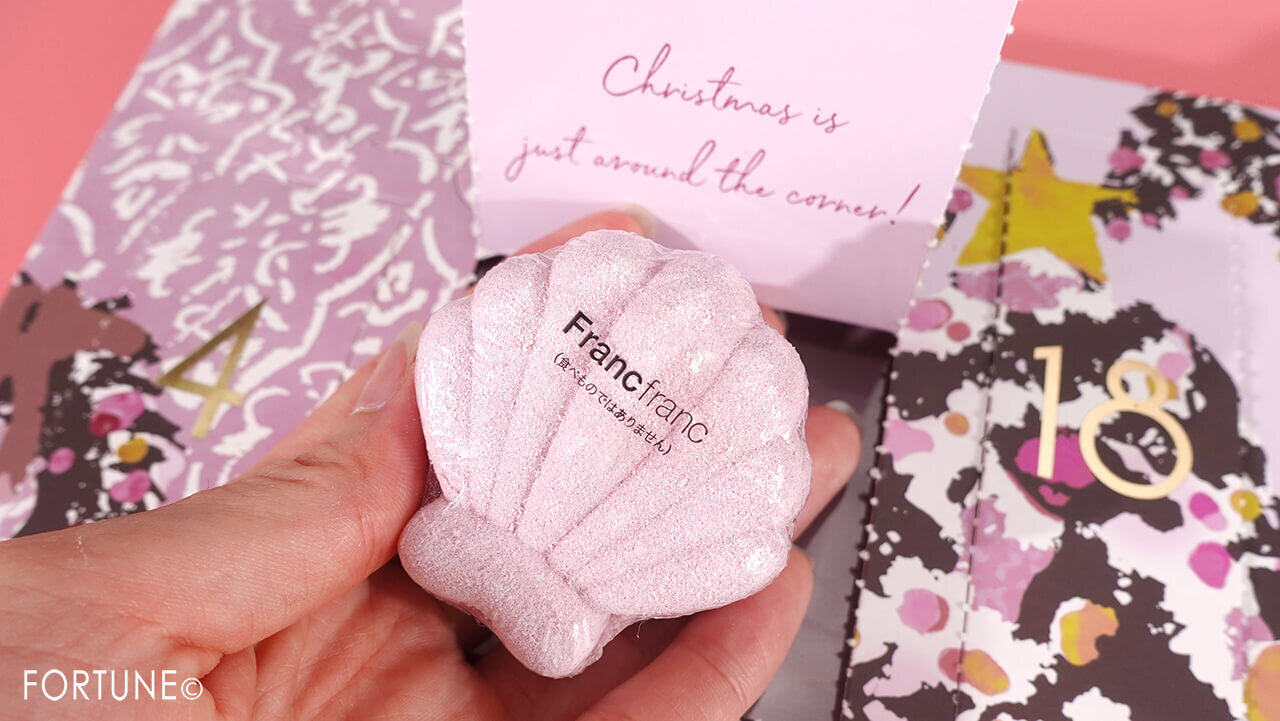 Christmas is
just around the corner!
Francfranc
(食べものではありません)
4
18
FORTUNE©